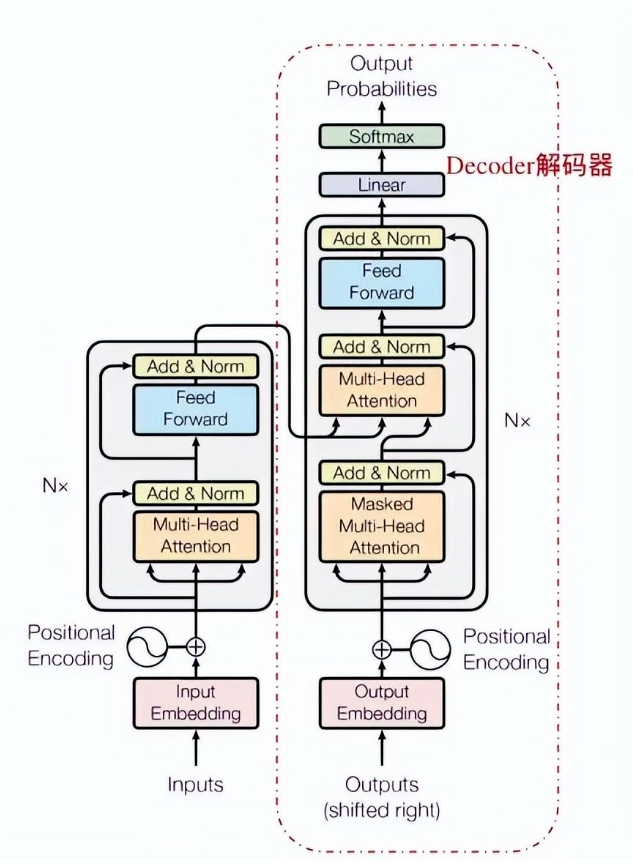 Output
Probabilities
Softmax
Decoder解码器
Linear
Add & Norm
Feed
Forward
Add & Norm
Multi-Head
Attention
Add & Norm
Masked
Multi-Head
Attention
N×
Positional
Encoding
Output
Embedding
Outputs
(shifted right)
Add & Norm
Feed
Forward
Add & Norm
Multi-Head
Attention
N×
Positional
Encoding
Input
Embedding
Inputs